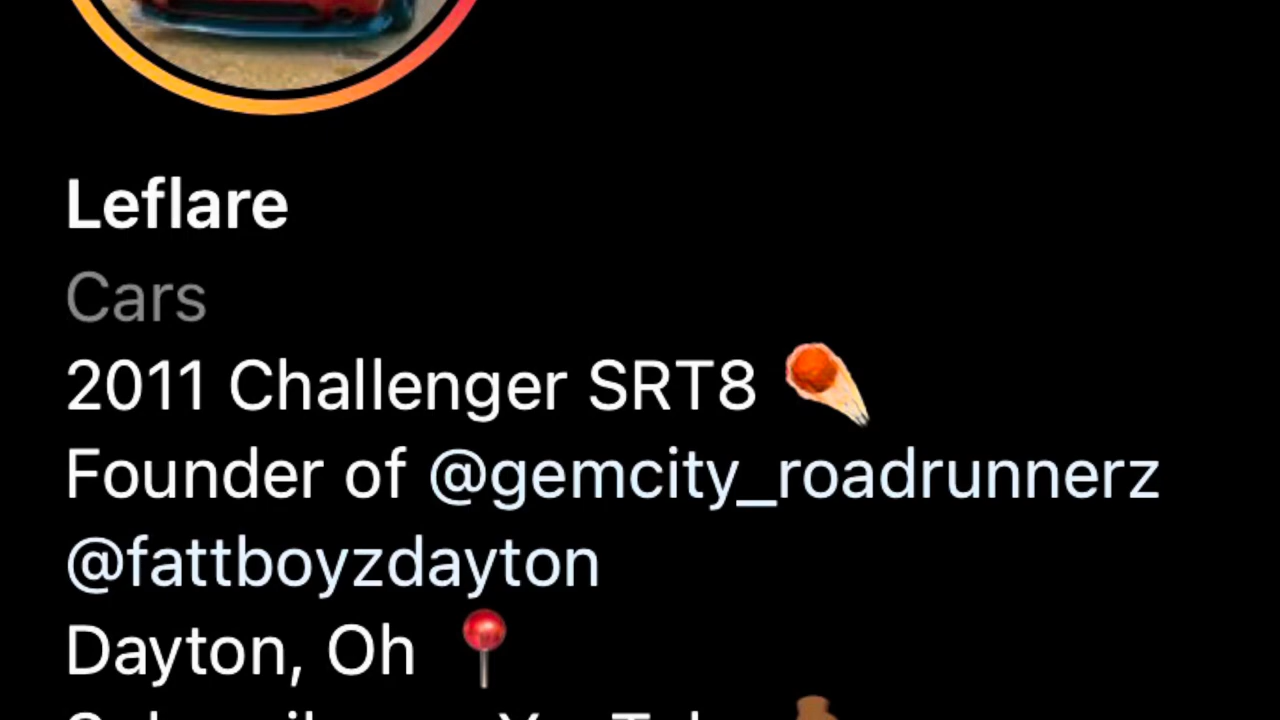 Leflare
Cars
2011 Challenger SRT8 ☄️
Founder of @gemcity_roadrunnerz
@fattboyzdayton
Dayton, Oh 📍